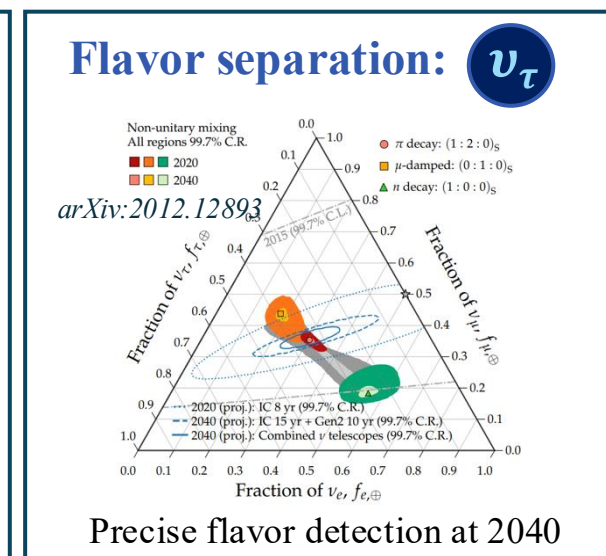 Flavor separation: ν_τ
Non-unitary mixing
All regions 99.7% C.R.
2020
2040
arXiv:2012.12893
π decay: (1 : 2 : 0)S
μ-damped: (0 : 1 : 0)S
n decay: (1 : 0 : 0)S
2015 (99.7% C.L.)
Fraction of ντ, fτ,⊕
0.0
0.1
0.2
0.3
0.4
0.5
0.6
0.7
0.8
0.9
1.0
Fraction of νμ, fμ,⊕
1.0
0.9
0.8
0.7
0.6
0.5
0.4
0.3
0.2
0.1
0.0
2020 (proj.): IC 8 yr (99.7% C.R.)
2040 (proj.): IC 15 yr + Gen2 10 yr (99.7% C.R.)
2040 (proj.): Combined ν telescopes (99.7% C.R.)
0.0 0.1 0.2 0.3 0.4 0.5 0.6 0.7 0.8 0.9 1.0
Fraction of νe, fe,⊕
Precise flavor detection at 2040